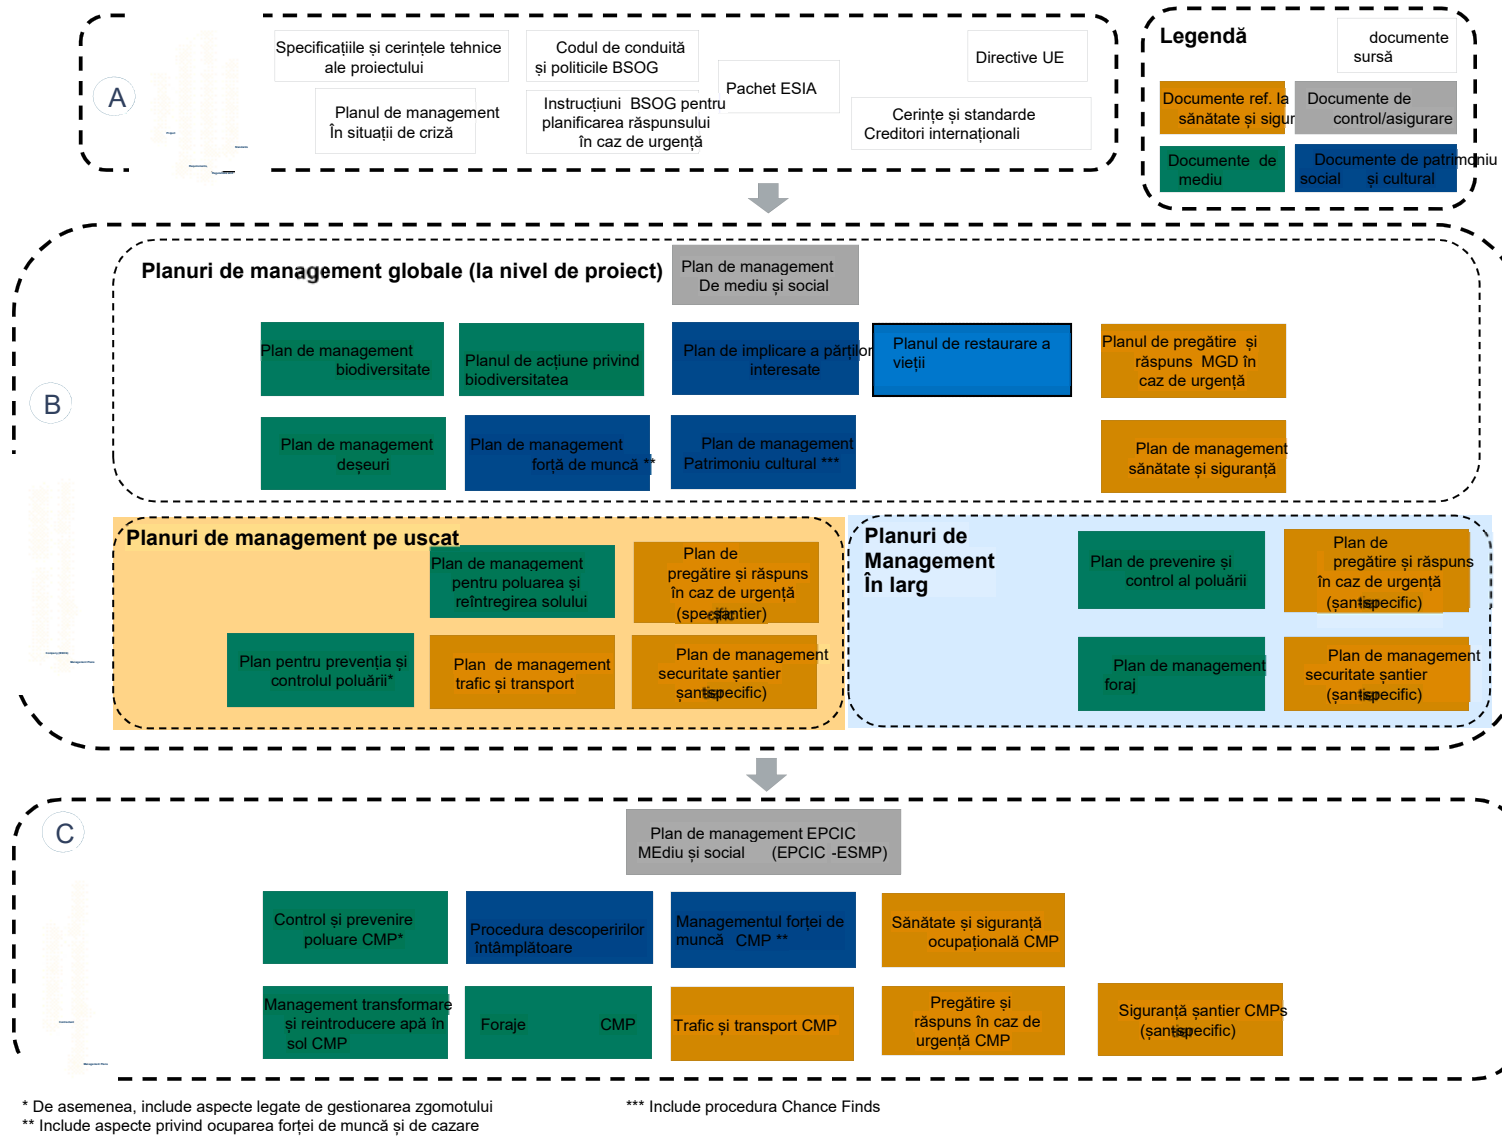 A
Specificațiile și cerințele tehnice
ale proiectului
Codul de conduită
și politicile BSOG
Pachet ESIA
Directive UE
Planul de management
În situații de criză
Instrucțiuni BSOG pentru
planificarea răspunsului
în caz de urgență
Cerințe și standarde
Creditori internaționali
Legendă
documente
sursă
Documente ref. la
sănătate și sigur
Documente de
control/asigurare
Documente de
mediu
Documente de patrimoniu
social și cultural
B
Planuri de management globale (la nivel de proiect)
Plan de management
De mediu și social
Plan de management
biodiversitate
Planul de acțiune privind
biodiversitatea
Plan de implicare a părților
interesate
Planul de restaurare a
vieții
Planul de pregătire și
răspuns MGD în
caz de urgență
Plan de management
deșeuri
Plan de management
forță de muncă **
Plan de management
Patrimoniu cultural ***
Plan de management
sănătate și siguranță
Planuri de management pe uscat
Plan de management
pentru poluarea și
reîntregirea solului
Plan de
pregătire și răspuns
în caz de urgență
Plan pentru prevenția și
controlul poluării*
Plan de management
trafic și transport
Plan de management
securitate șantier
Planuri de
Management
În larg
Plan de prevenire și
control al poluării
Plan de
pregătire și răspuns
în caz de urgență
Plan de management
foraj
Plan de management
securitate șantier
C
Plan de management EPCIC
MEdiu și social (EPCIC -ESMP)
Control și prevenire
poluare CMP*
Procedura descoperirilor
întâmplătoare
Managementul forței de
muncă CMP **
Sănătate și siguranță
ocupațională CMP
Management transformare
și reintroducere apă în
sol CMP
Foraje CMP
Trafic și transport CMP
Pregătire și
răspuns în caz de
urgență CMP
Siguranță șantier CMPs
* De asemenea, include aspecte legate de gestionarea zgomotului
*** Include procedura Chance Finds
** Include aspecte privind ocuparea forței de muncă și de cazare